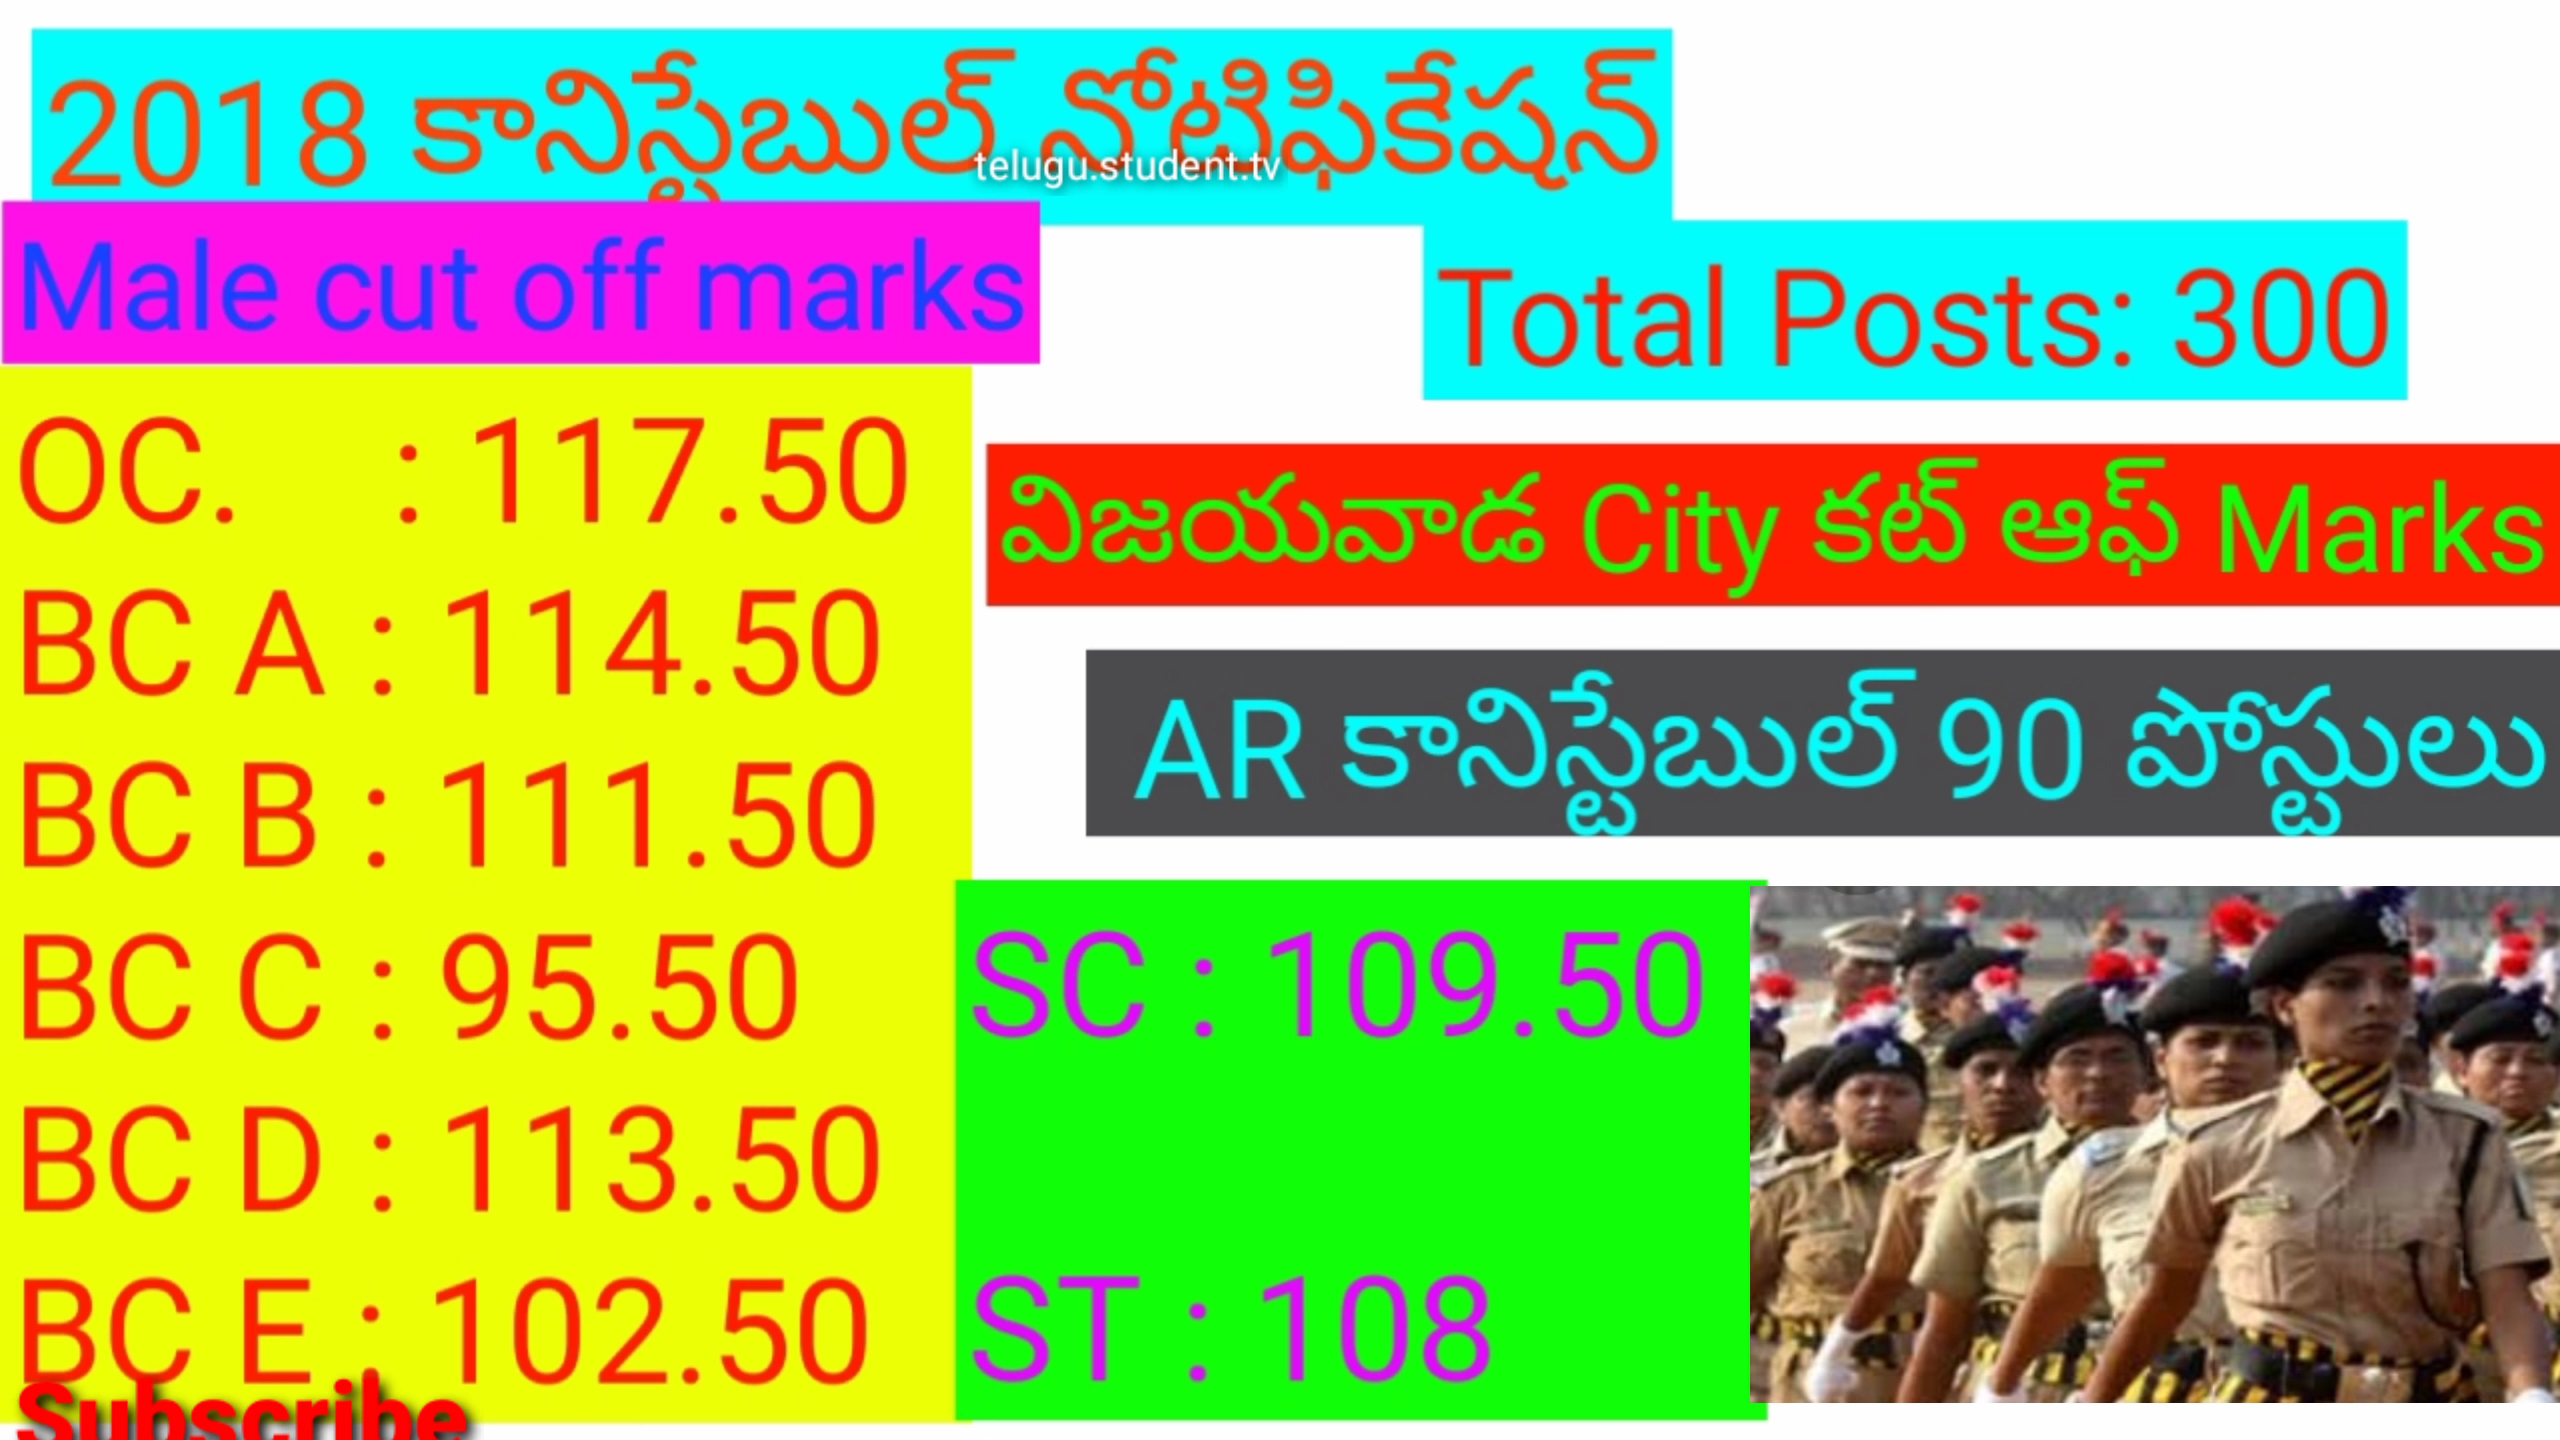 2018 కానిస్టేబుల్ నోటిఫికేషన్
telugu.student.tv
Male cut off marks
Total Posts: 300
OC. : 117.50
BC A : 114.50
BC B : 111.50
BC C : 95.50
BC D : 113.50
BC E : 102.50
విజయవాడ City కట్ ఆఫ్ Marks
AR కానిస్టేబుల్ 90 పోస్టులు
SC : 109.50
ST : 108
Subscribe